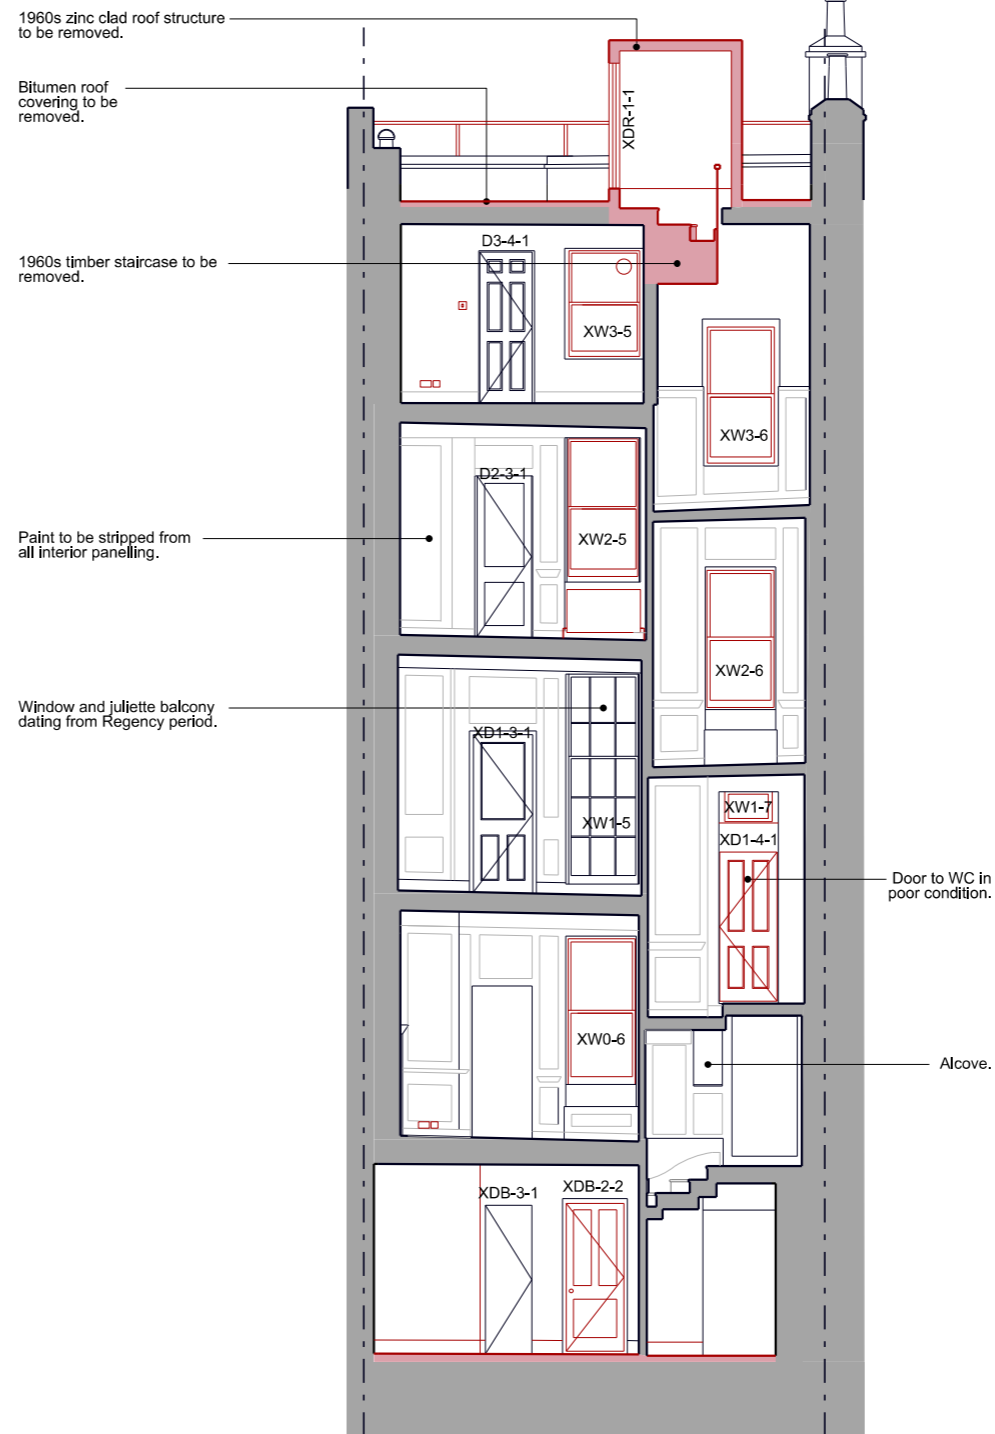 1960s zinc clad roof structure
to be removed.
Bitumen roof
covering to be
removed.
XDR-1-1
1960s timber staircase to be
removed.
D3-4-1
XW3-5
XW3-6
D2-3-1
Paint to be stripped from
all interior panelling.
XW2-5
XW2-6
Window and juliette balcony
dating from Regency period.
XD1-3-1
XW1-5
XW1-7
XD1-4-1
Door to WC in
poor condition.
XW0-6
Alcove.
XDB-3-1
XDB-2-2